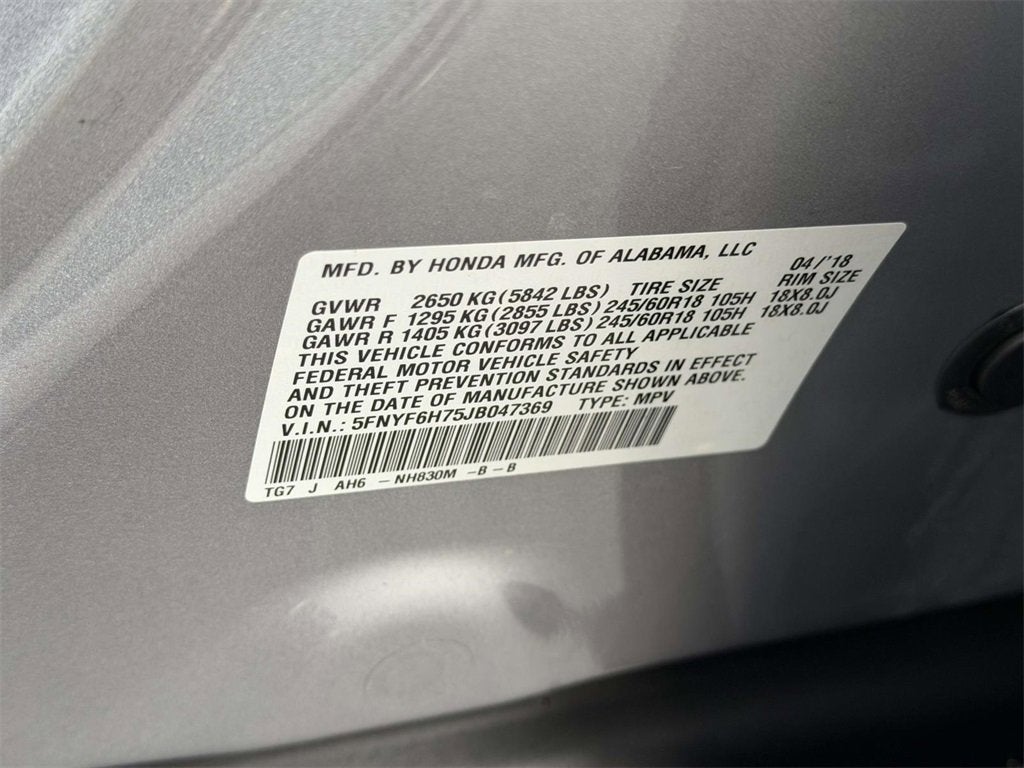 MFD. BY HONDA MFG. OF ALABAMA, LLC 04/'18
GVWR 2650 KG (5842 LBS) TIRE SIZE RIM SIZE
GAWR F 1295 KG (2855 LBS) 245/60R18 105H 18X8.0J
GAWR R 1405 KG (3097 LBS) 245/60R18 105H 18X8.0J
THIS VEHICLE CONFORMS TO ALL APPLICABLE
FEDERAL MOTOR VEHICLE SAFETY
AND THEFT PREVENTION STANDARDS IN EFFECT
ON THE DATE OF MANUFACTURE SHOWN ABOVE.
V.I.N.: 5FNYF6H75JB047369 TYPE: MPV
TG7 J AH6 - NH830M -B - B